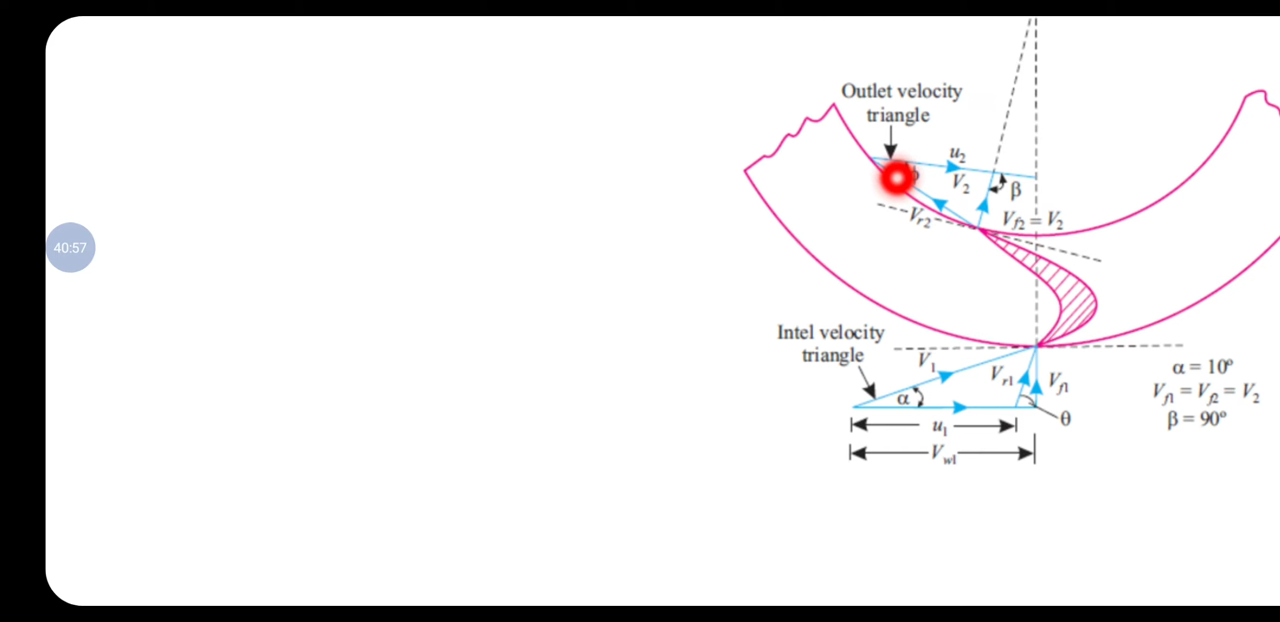 40:57
Outlet velocity
triangle
u₂
V₂
β
Vr2
Vf2 = V₂
Intel velocity
triangle
V₁
Vr1
Vf1
α
θ
u₁
Vw1
α = 10°
Vf1 = Vf2 = V₂
β = 90°